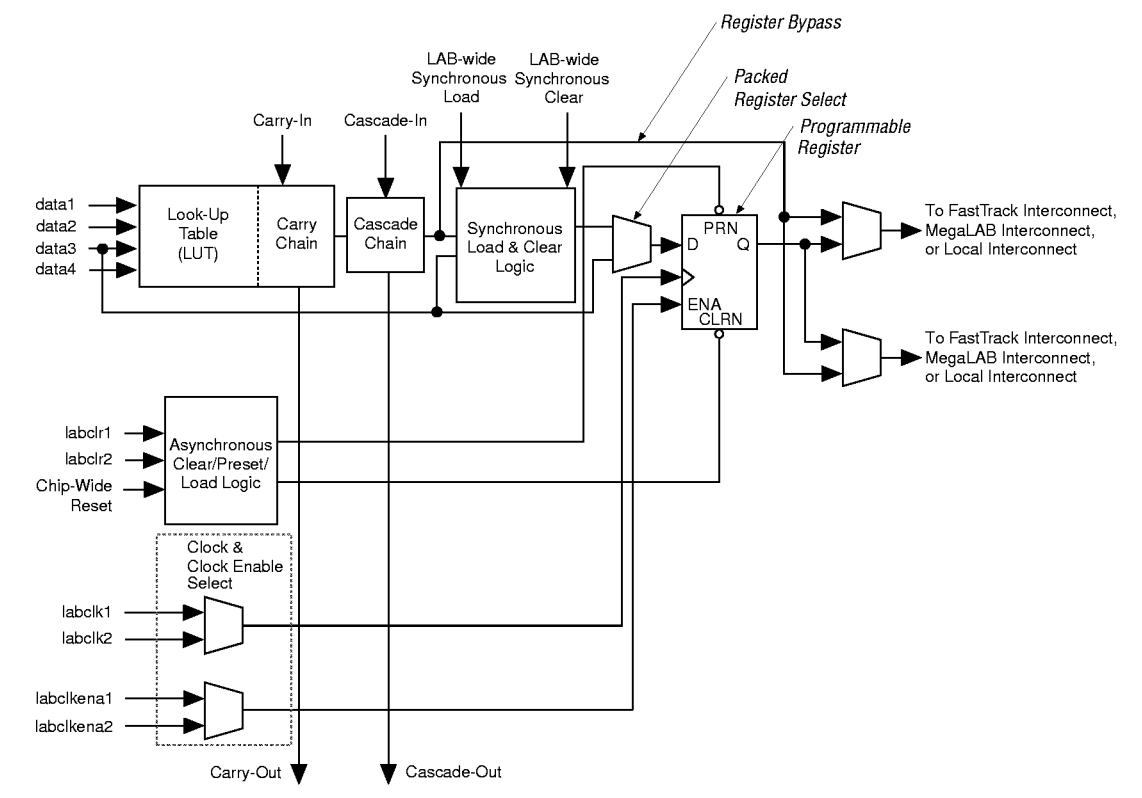 Register Bypass
LAB-wide
Synchronous
Load
LAB-wide
Synchronous
Clear
Packed
Register Select
Programmable
Register
Carry-In
Cascade-In
data1
data2
data3
data4
Look-Up
Table
(LUT)
Carry
Chain
Cascade
Chain
Synchronous
Load & Clear
Logic
PRN
D
Q
ENA
CLRN
To FastTrack Interconnect,
MegaLAB Interconnect,
or Local Interconnect
To FastTrack Interconnect,
MegaLAB Interconnect,
or Local Interconnect
labclr1
labclr2
Chip-Wide
Reset
Asynchronous
Clear/Preset/
Load Logic
Clock &
Clock Enable
Select
labclk1
labclk2
labclkena1
labclkena2
Carry-Out
Cascade-Out